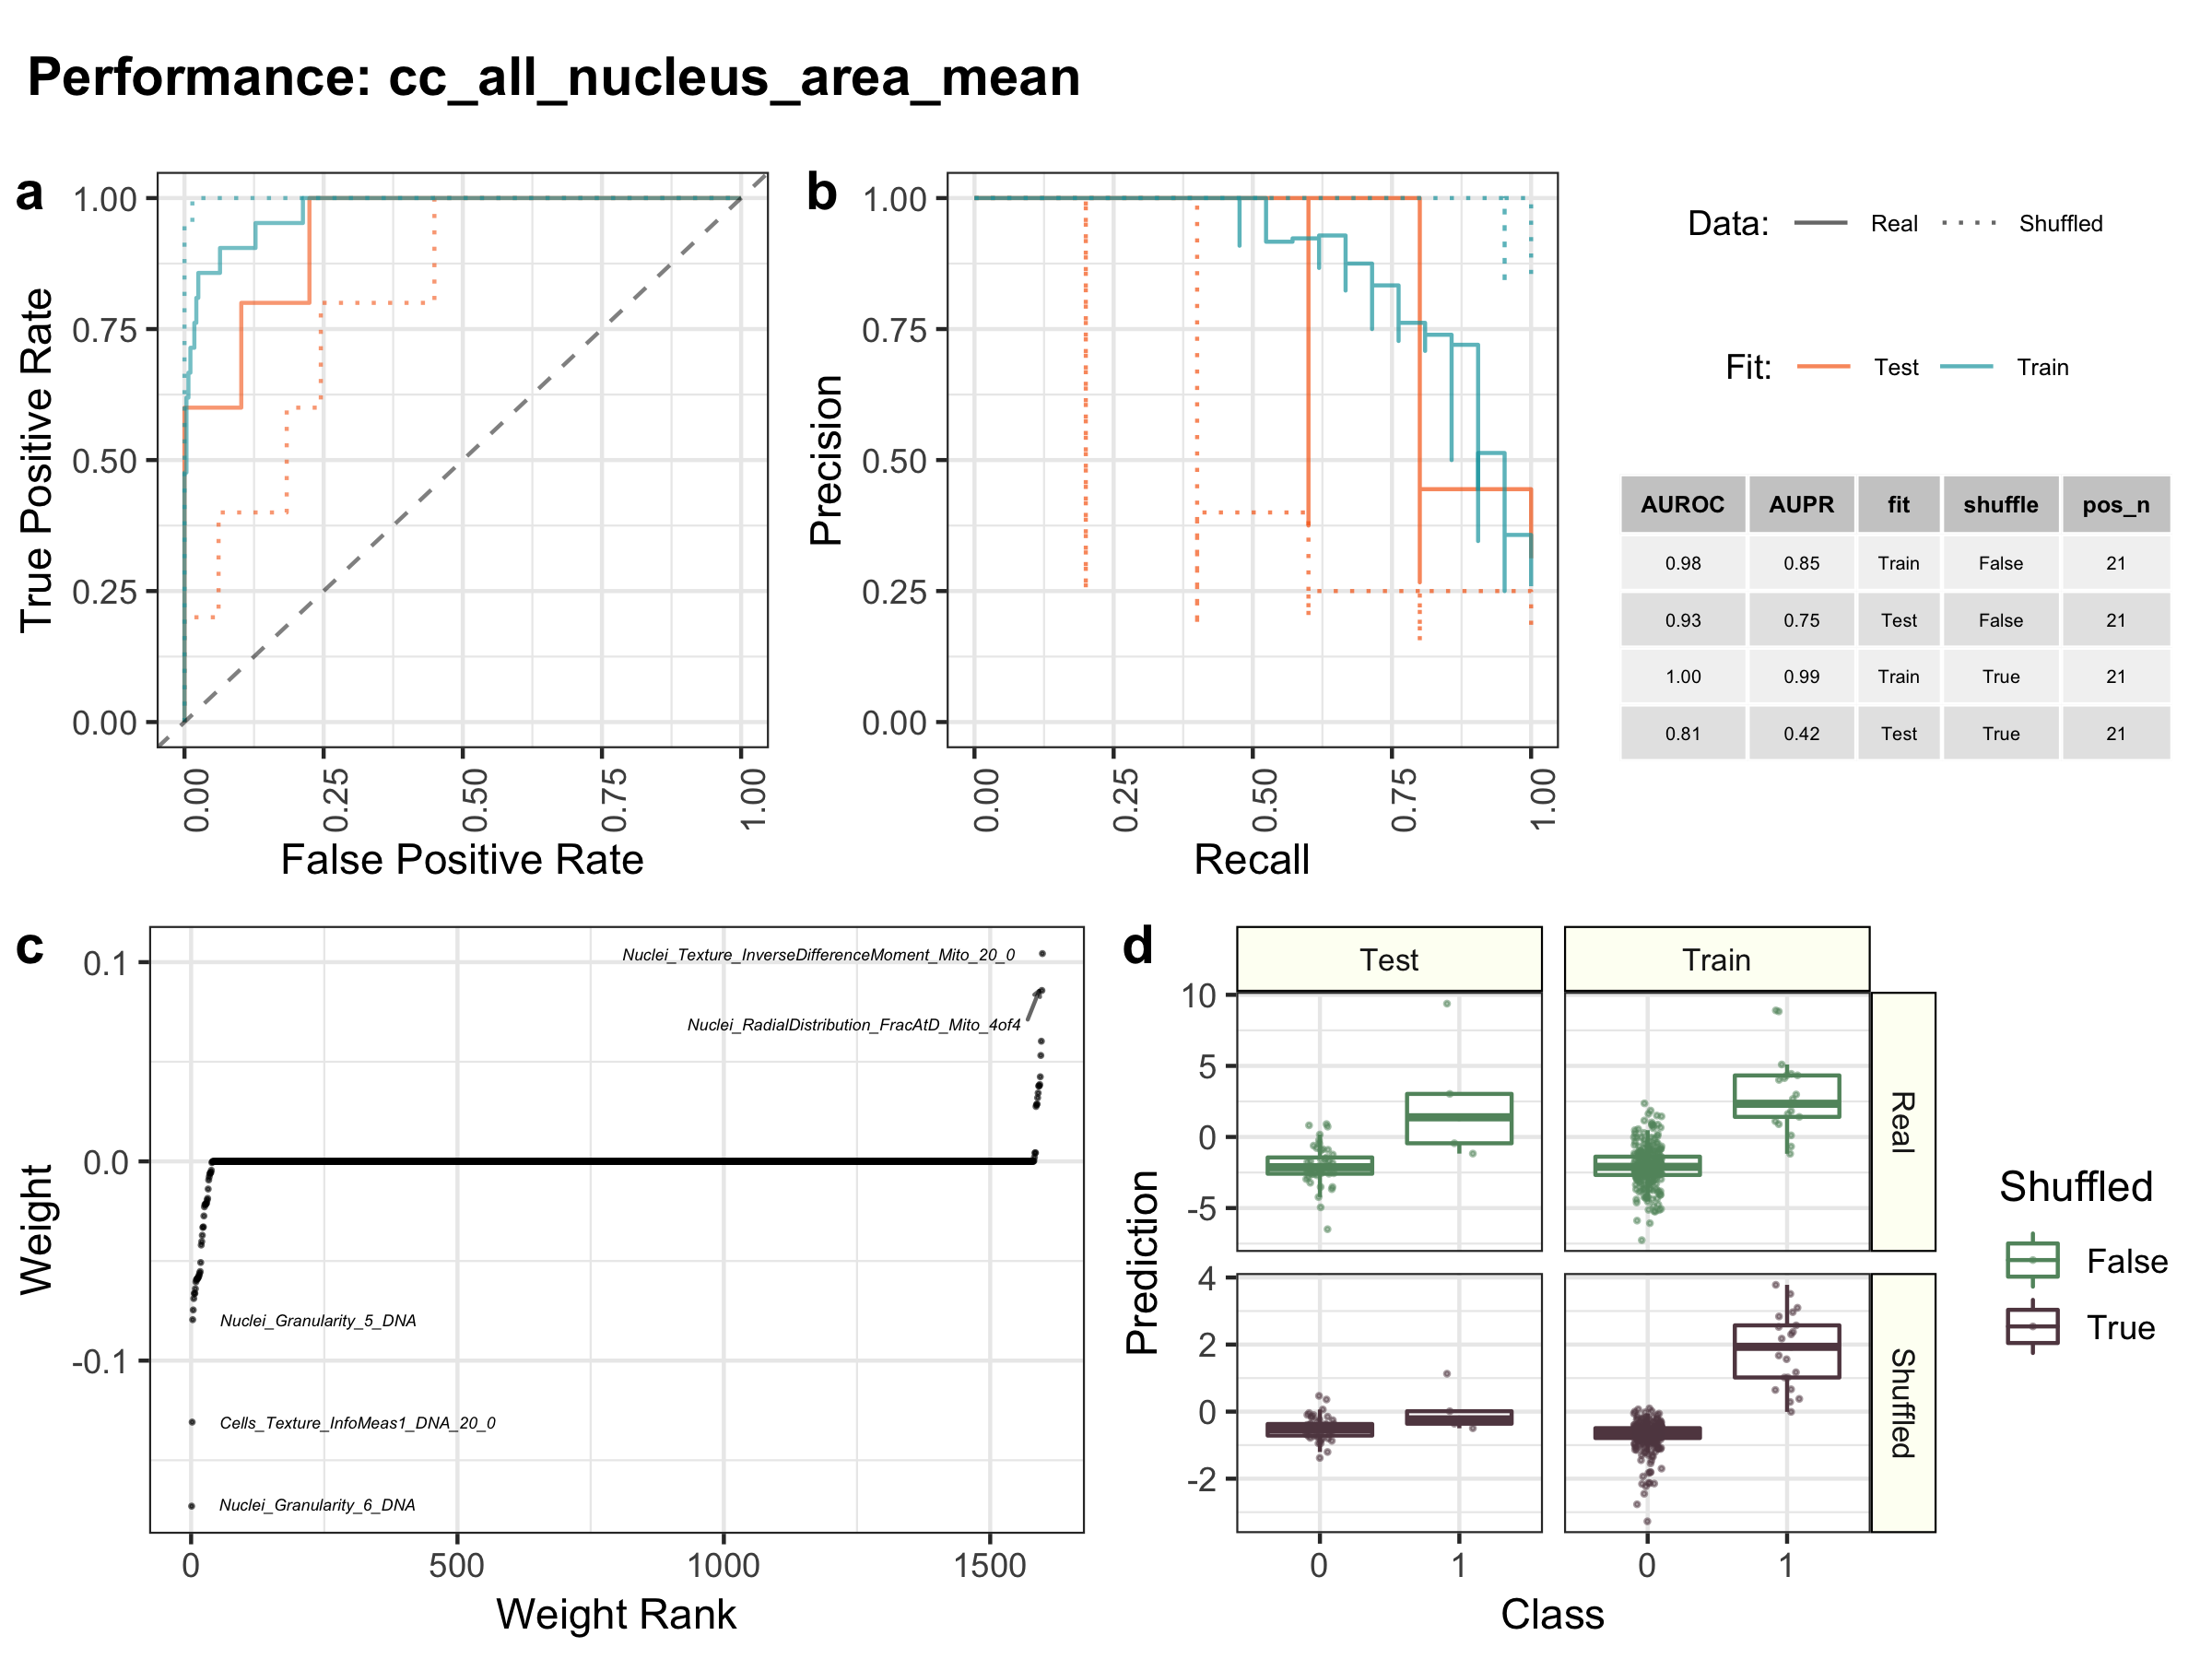 Performance: cc_all_nucleus_area_mean
a
1.00
0.75
0.50
0.25
0.00
True Positive Rate
0.00
0.25
0.50
0.75
1.00
False Positive Rate
b
1.00
0.75
0.50
0.25
0.00
Precision
0.00
0.25
0.50
0.75
1.00
Recall
Data: Real Shuffled
Fit: Test Train
AUROC AUPR fit shuffle pos_n
0.98 0.85 Train False 21
0.93 0.75 Test False 21
1.00 0.99 Train True 21
0.81 0.42 Test True 21
c
0.1
0.0
-0.1
Weight
Nuclei_Texture_InverseDifferenceMoment_Mito_20_0
Nuclei_RadialDistribution_FracAtD_Mito_4of4
Nuclei_Granularity_5_DNA
Cells_Texture_InfoMeas1_DNA_20_0
Nuclei_Granularity_6_DNA
0
500
1000
1500
Weight Rank
d
Test
Train
10
5
0
-5
Real
4
2
0
-2
Shuffled
Prediction
0
1
0
1
Class
Shuffled
False
True